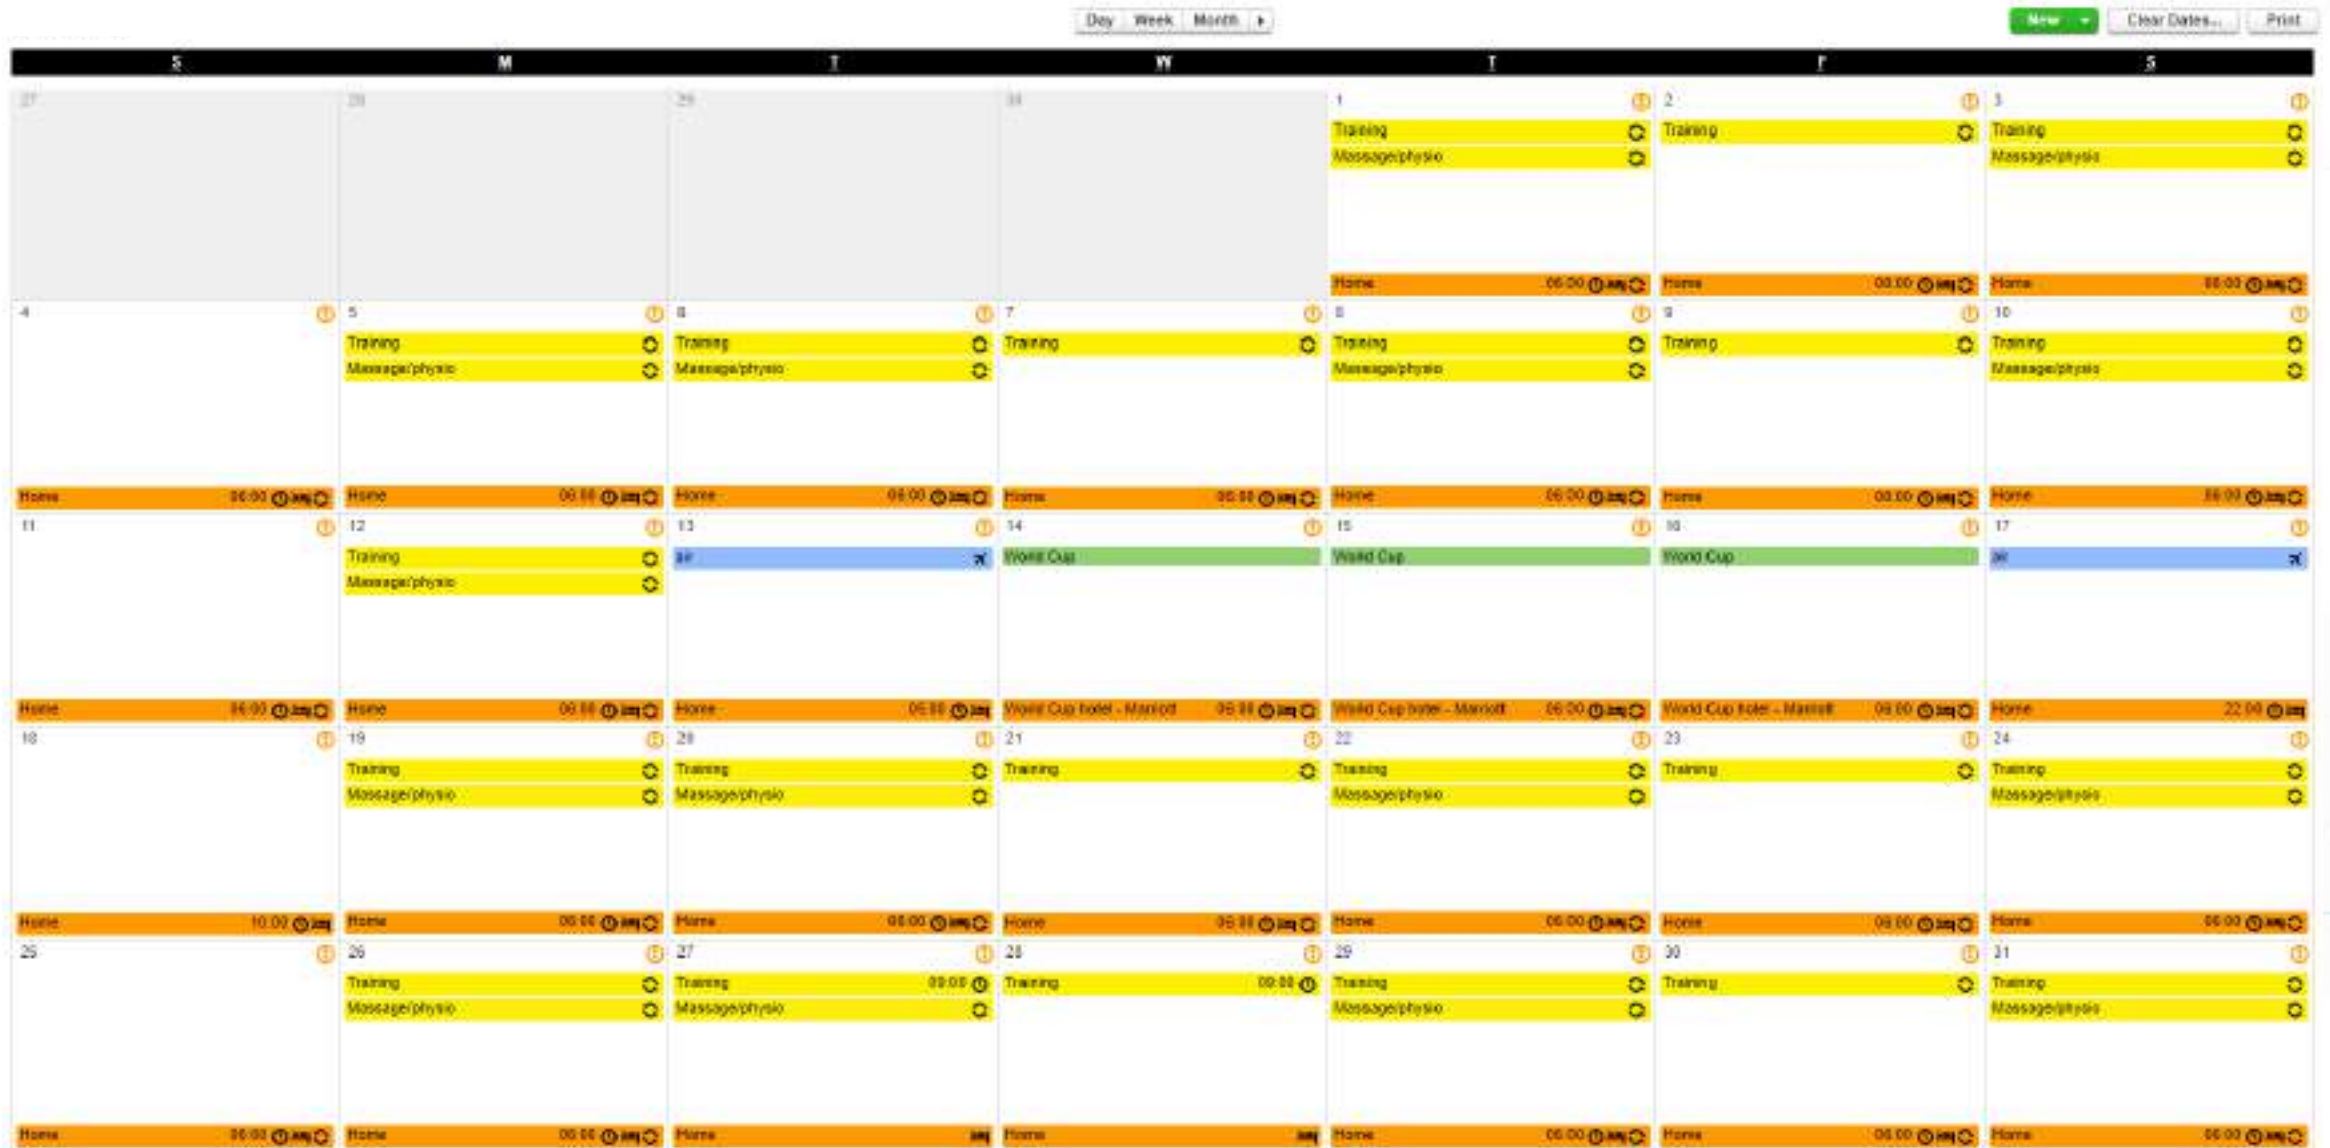 Day Week Month
New Clear Dates... Print
S M T W T F S
27 28 29 30 1 2 3
Training Training Training
Massage/physio Massage/physio
Home 06:00 Home Home 06:00
4 5 6 7 8 9 10
Training Training Training Training Training Training
Massage/physio Massage/physio Massage/physio Massage/physio
Home 06:00 Home 06:00 Home 06:00 Home 06:00 Home 06:00 Home Home 06:00
11 12 13 14 15 16 17
Training air World Cup World Cup World Cup air
Massage/physio
Home 06:00 Home 06:00 Home 06:00 World Cup hotel - Marriott 06:00 World Cup hotel - Marriott 06:00 World Cup hotel - Marriott 06:00 Home 22:00
18 19 20 21 22 23 24
Training Training Training Training Training Training
Massage/physio Massage/physio Massage/physio Massage/physio
Home 10:00 Home 06:00 Home 06:00 Home 06:00 Home 06:00 Home 06:00 Home 06:00
25 26 27 28 29 30 31
Training Training Training Training Training Training
Massage/physio Massage/physio Massage/physio Massage/physio
Home 06:00 Home 06:00 Home Home Home 06:00 Home 06:00 Home 06:00